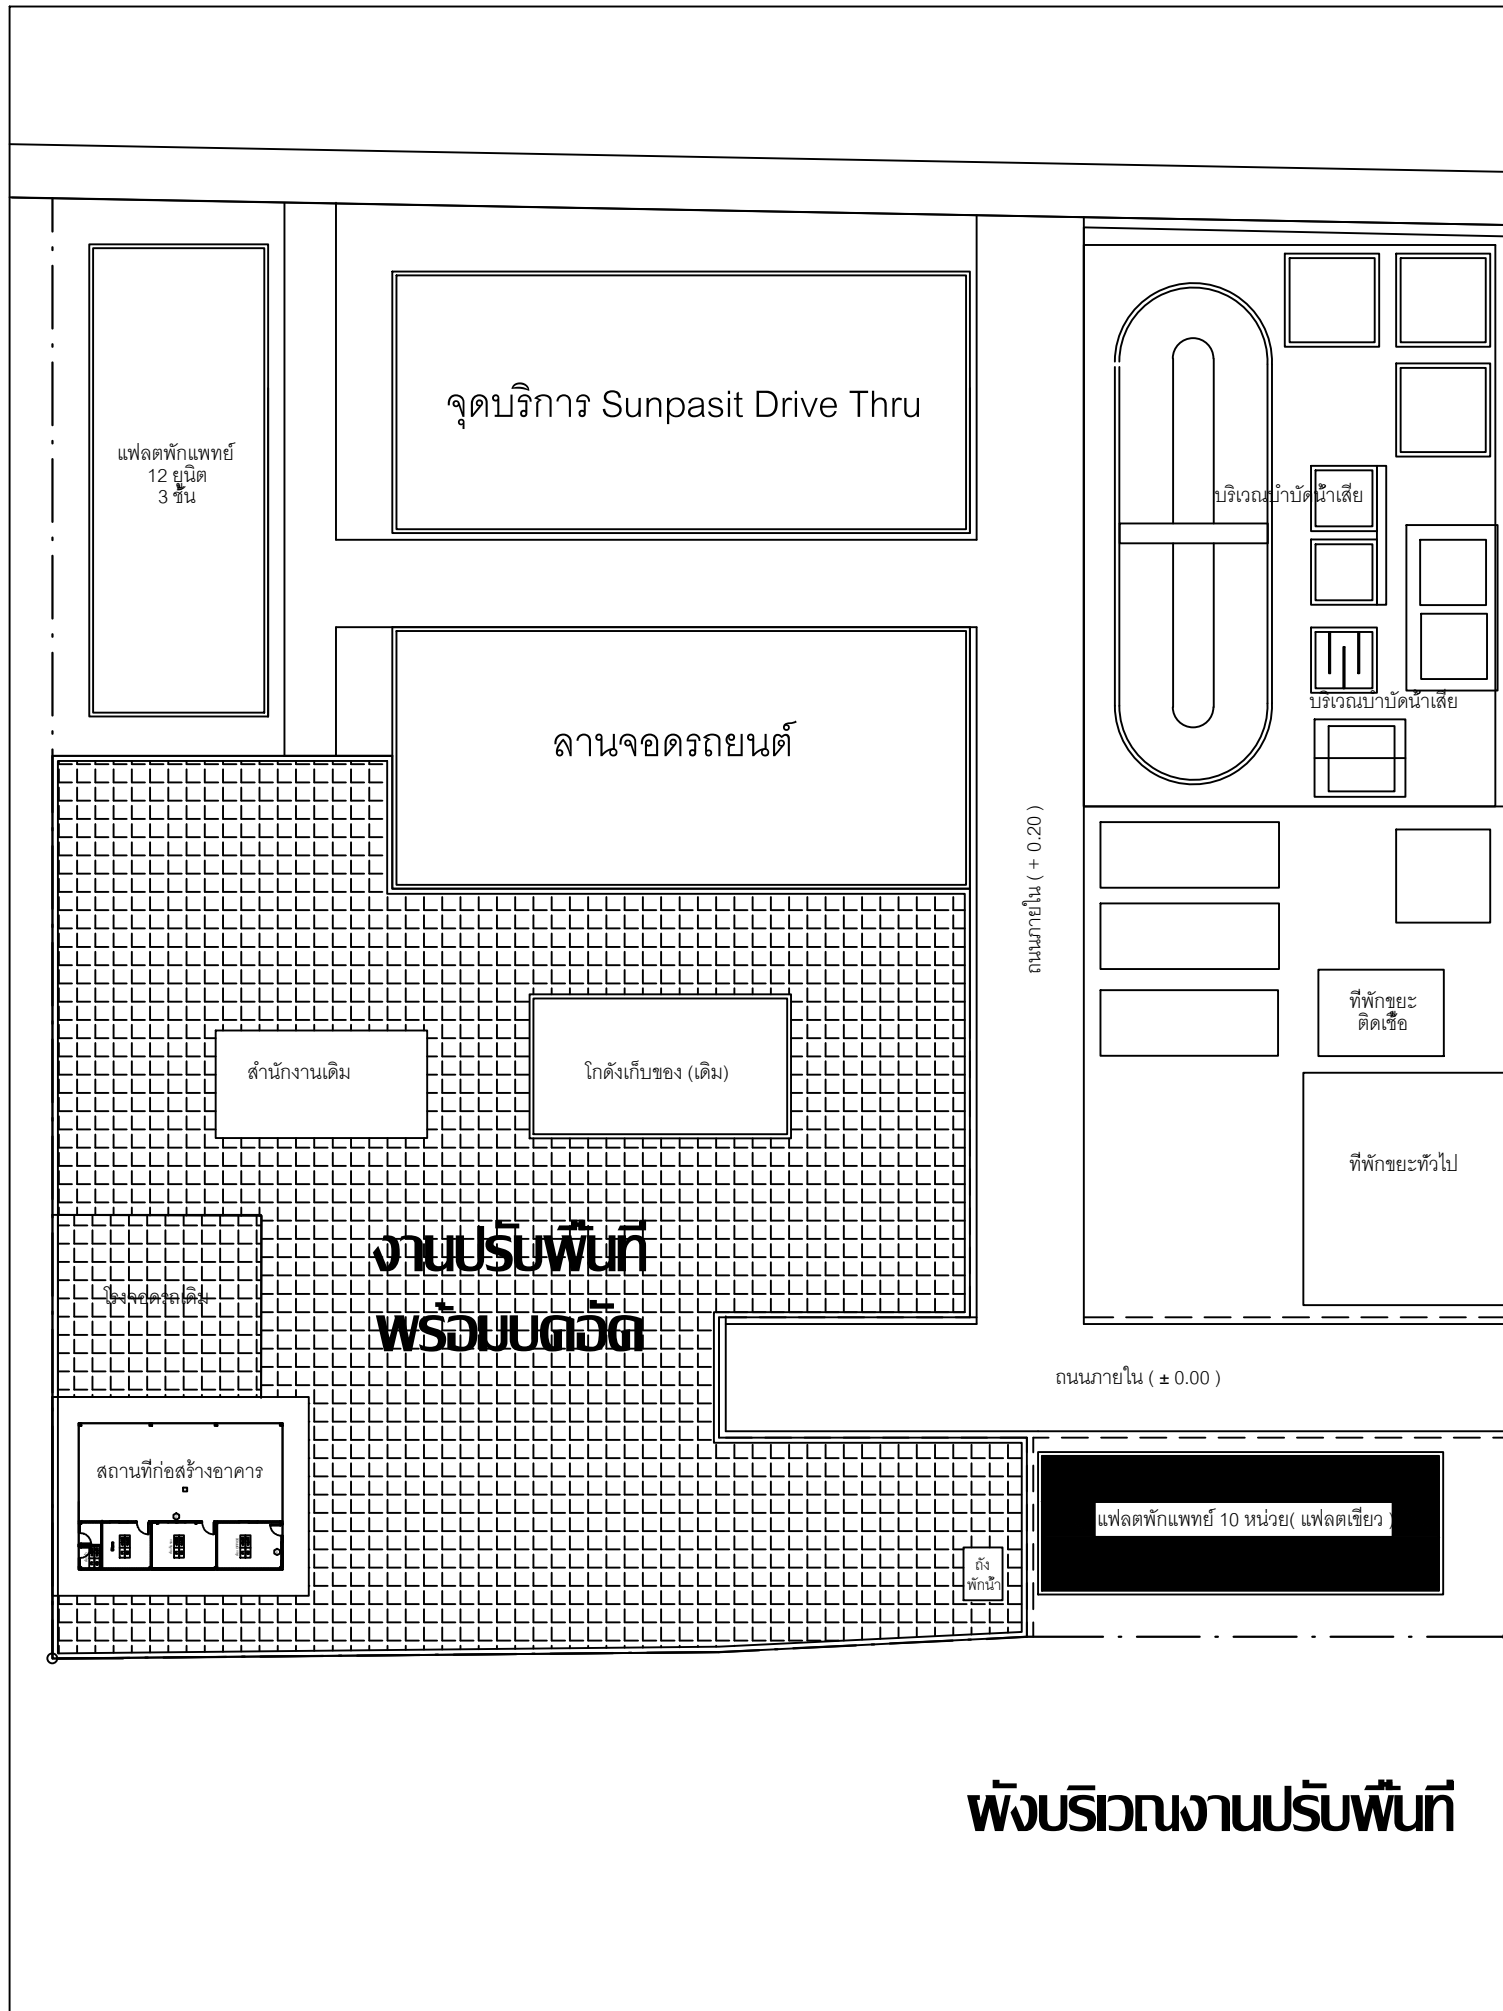 จุดบริการ Sunpasit Drive Thru
แฟลตพักแพทย์
12 ยูนิต
3 ชั้น
บริเวณบำบัดน้ำเสีย
บริเวณบำบัดน้ำเสีย
ลานจอดรถยนต์
ถนนภายใน ( + 0.20 )
ที่พักขยะ
ติดเชื้อ
สำนักงานเดิม
โกดังเก็บของ (เดิม)
ที่พักขยะทั่วไป
งานปรับพื้นที่
พร้อมบดอัด
โรงจอดรถเดิม
ถนนภายใน ( ± 0.00 )
สถานที่ก่อสร้างอาคาร
แฟลตพักแพทย์ 10 หน่วย( แฟลตเขียว )
ถัง
พักน้ำ
ผังบริเวณงานปรับพื้นที่